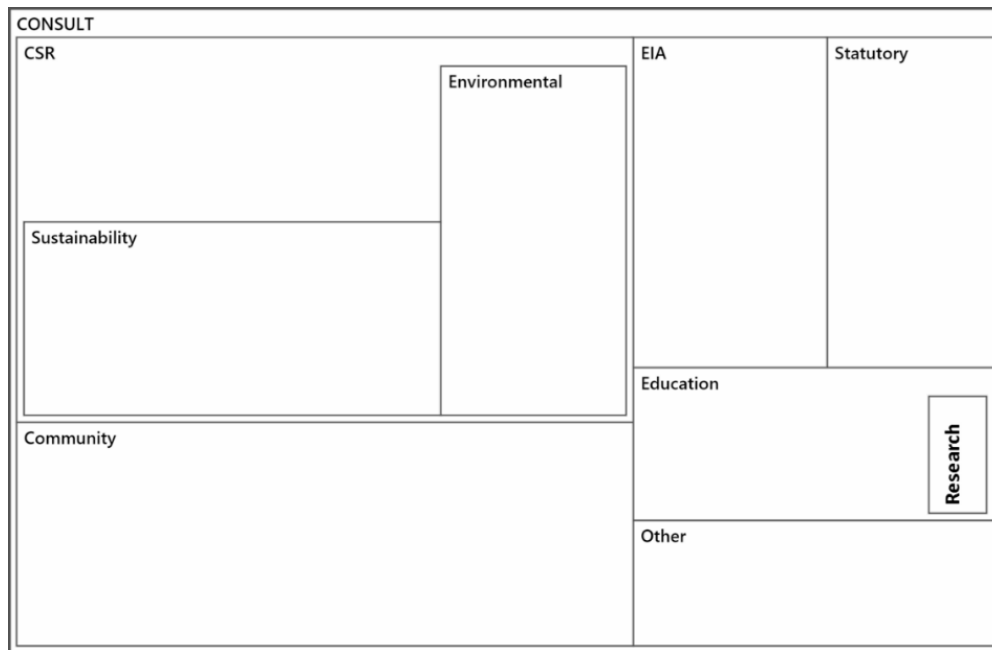 CONSULT
CSR
EIA
Statutory
Environmental
Sustainability
Education
Research
Community
Other